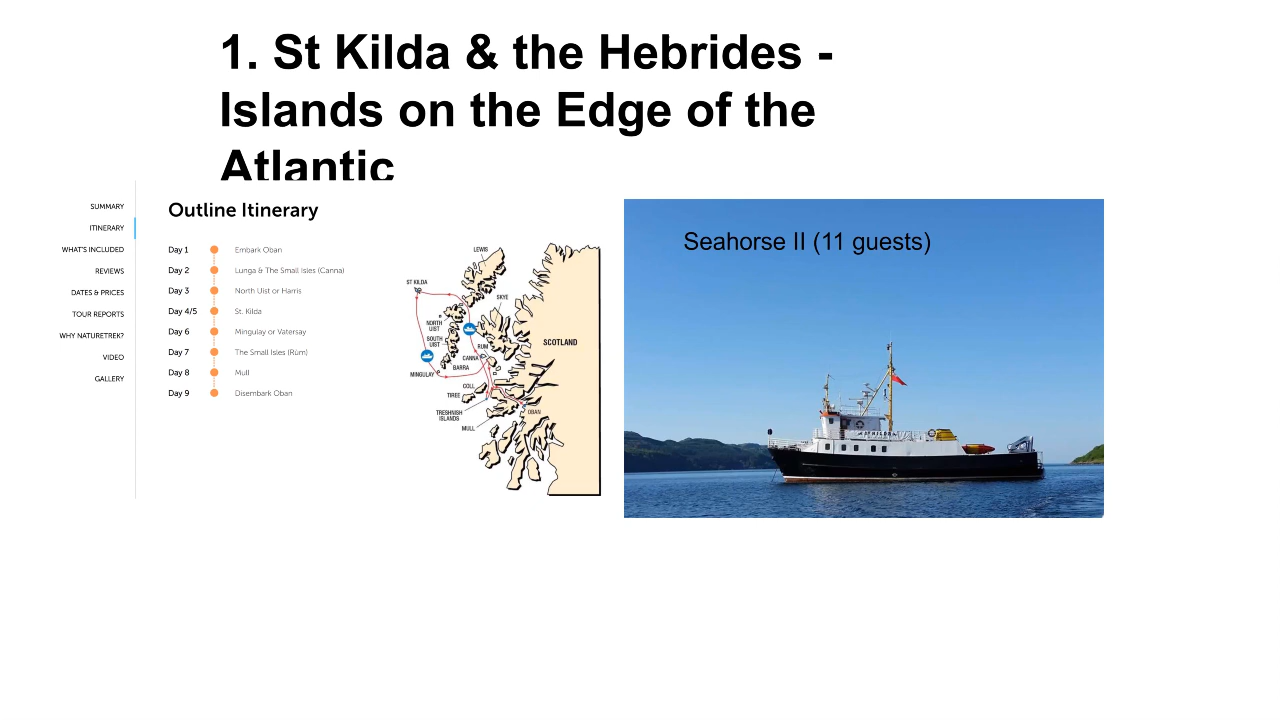 1. St Kilda & the Hebrides -
Islands on the Edge of the
Atlantic
SUMMARY
ITINERARY
WHAT'S INCLUDED
REVIEWS
DATES & PRICES
TOUR REPORTS
WHY NATURETREK?
VIDEO
GALLERY
Outline Itinerary
Day 1 Embark Oban
Day 2 Lunga & The Small Isles (Canna)
Day 3 North Uist or Harris
Day 4/5 St. Kilda
Day 6 Mingulay or Vatersay
Day 7 The Small Isles (Rùm)
Day 8 Mull
Day 9 Disembark Oban
LEWIS
ST KILDA
SKYE
NORTH
UIST
SOUTH
UIST
SCOTLAND
RUM
CANNA
BARRA
MINGULAY
COLL
TIREE
TRESHNISH
ISLANDS
OBAN
MULL
Seahorse II (11 guests)